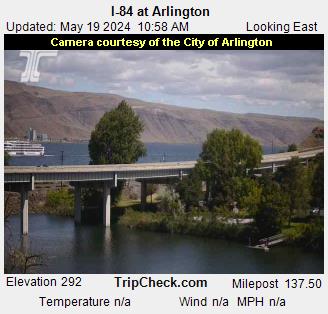 I-84 at Arlington
Updated: May 19 2024 10:58 AM Looking East
Camera courtesy of the City of Arlington
Elevation 292 TripCheck.com Milepost 137.50
Temperature n/a Wind n/a MPH n/a